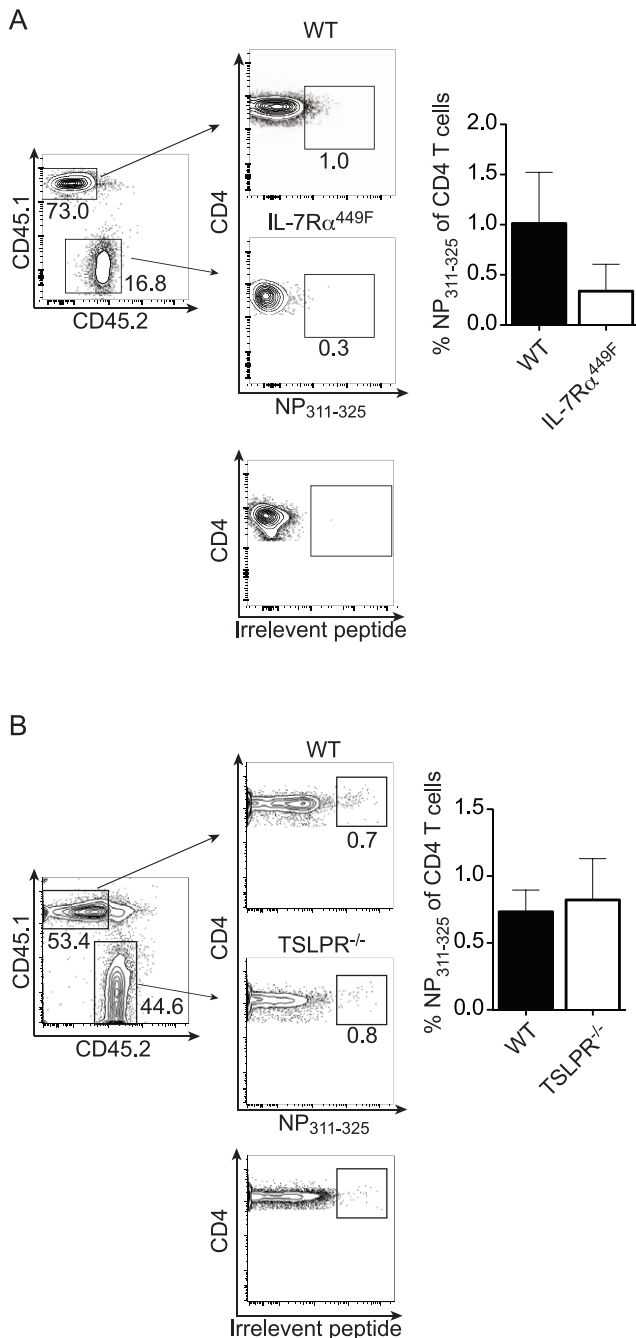 A
WT
CD45.1
73.0
16.8
CD45.2
CD4
1.0
IL-7Rα449F
0.3
NP311-325
% NP311-325 of CD4 T cells
2.0
1.5
1.0
0.5
0.0
WT
IL-7Rα449F
CD4
Irrelevent peptide
B
WT
CD45.1
53.4
44.6
CD45.2
CD4
0.7
TSLPR-/-
0.8
NP311-325
% NP311-325 of CD4 T cells
1.5
1.0
0.5
0.0
WT
TSLPR-/-
CD4
Irrelevent peptide